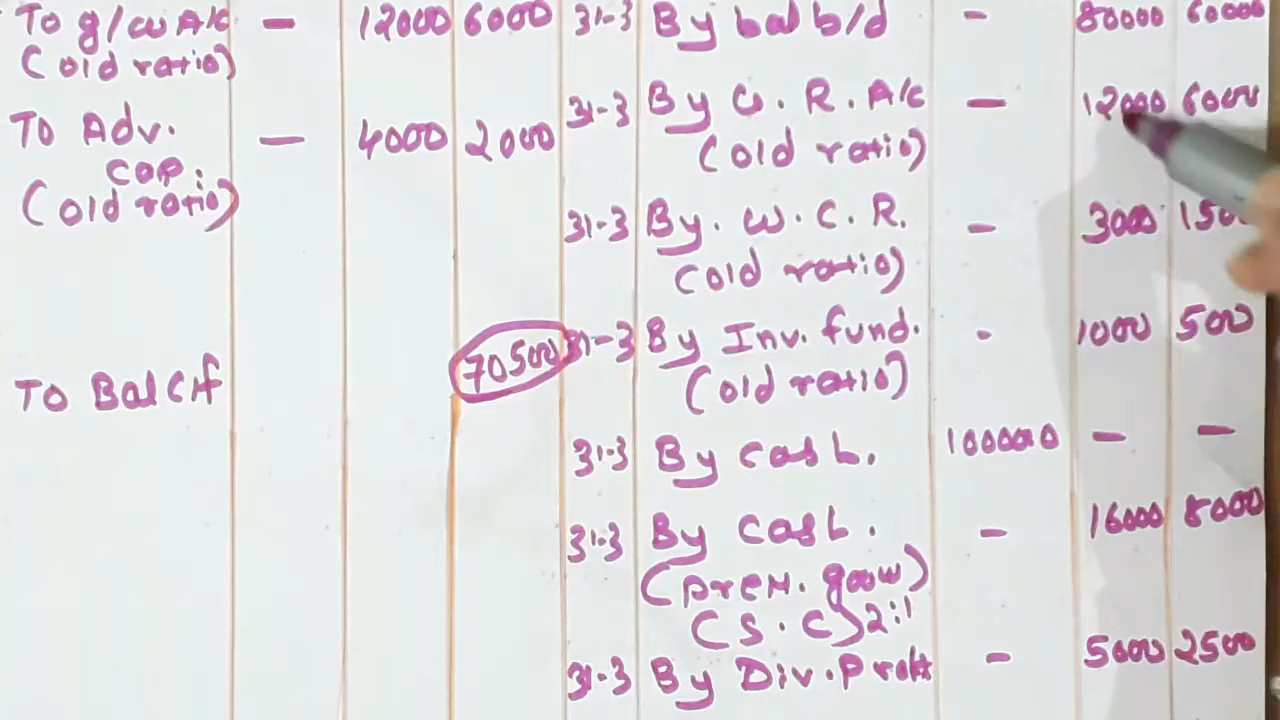 To g/w A/c — 12000 6000
(old ratio)
To Adv. — 4000 2000
cop.
(old ratio)
70500
To Bal C/f
31-3 By bal b/d - 80000 60000
31-3 By G. R. A/c — 12000 6000
(old ratio)
31-3 By. W. C. R. - 3000 150
(old ratio)
31-3 By Inv. fund. - 1000 500
(old ratio)
31-3 By Cash. 100000 — —
31-3 By Cash. - 16000 8000
(Prem. goow)
(S. C) 2:1
31-3 By Div. Profit - 5000 2500